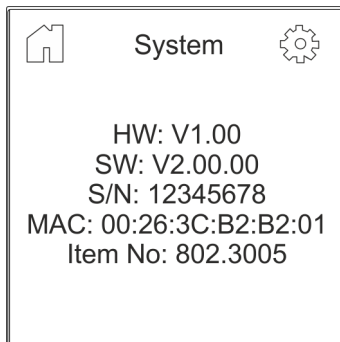 System
HW: V1.00
SW: V2.00.00
S/N: 12345678
MAC: 00:26:3C:B2:B2:01
Item No: 802.3005